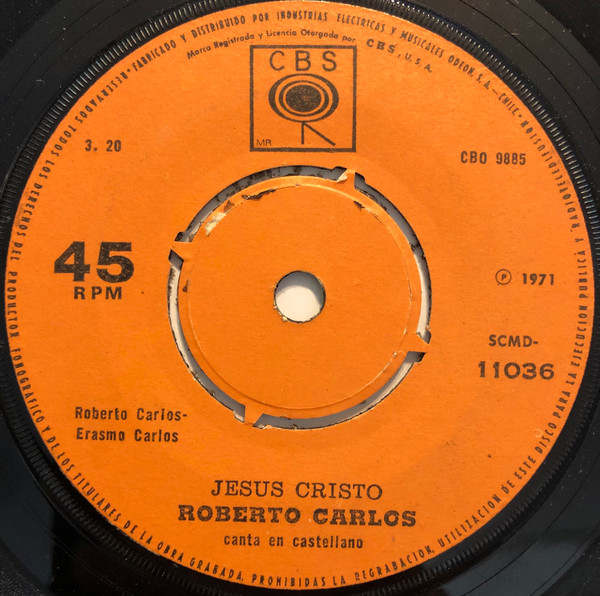 FABRICADO Y DISTRIBUIDO POR INDUSTRIAS ELECTRICAS Y MUSICALES ODEON, S.A.-CHILE.
Marca Registrada y Licencia Otorgada por CBS, U.S.A.
CBS
MR
3. 20
CBO 9885
45
RPM
Ⓟ 1971
SCMD-
11036
Roberto Carlos-
Erasmo Carlos
JESUS CRISTO
ROBERTO CARLOS
canta en castellano
RESERVADOS TODOS LOS DERECHOS DEL PRODUCTOR FONOGRAFICO Y DE LOS TITULARES DE LA OBRA GRABADA. PROHIBIDAS LA REGRABACION, UTILIZACION DE ESTE DISCO PARA LA EJECUCION PUBLICA Y RADIOTELEDIFUSION